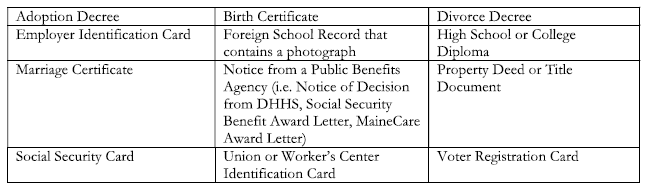 Adoption Decree
Birth Certificate
Divorce Decree
Employer Identification Card
Foreign School Record that
contains a photograph
High School or College
Diploma
Marriage Certificate
Notice from a Public Benefits
Agency (i.e. Notice of Decision
from DHHS, Social Security
Benefit Award Letter, MaineCare
Award Letter)
Property Deed or Title
Document
Social Security Card
Union or Worker's Center
Identification Card
Voter Registration Card